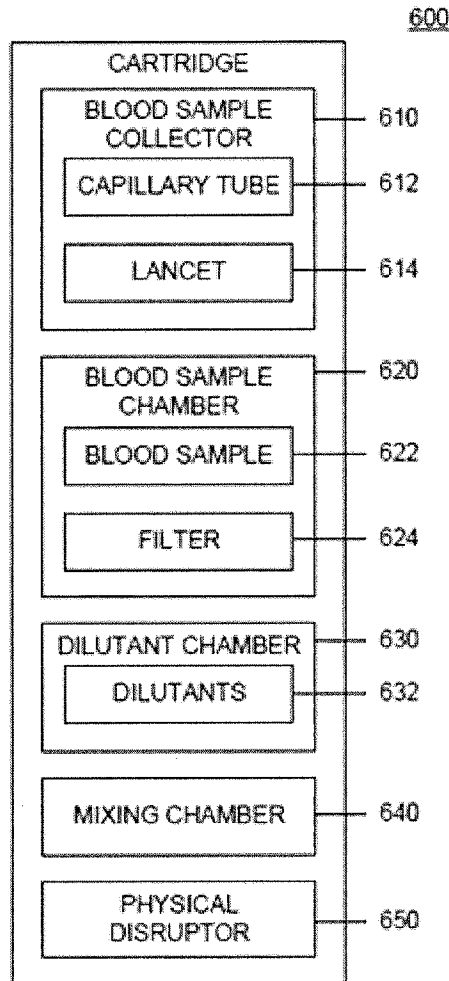 600
CARTRIDGE
BLOOD SAMPLE
COLLECTOR
610
CAPILLARY TUBE
612
LANCET
614
BLOOD SAMPLE
CHAMBER
620
BLOOD SAMPLE
622
FILTER
624
DILUTANT CHAMBER
630
DILUTANTS
632
MIXING CHAMBER
640
PHYSICAL
DISRUPTOR
650